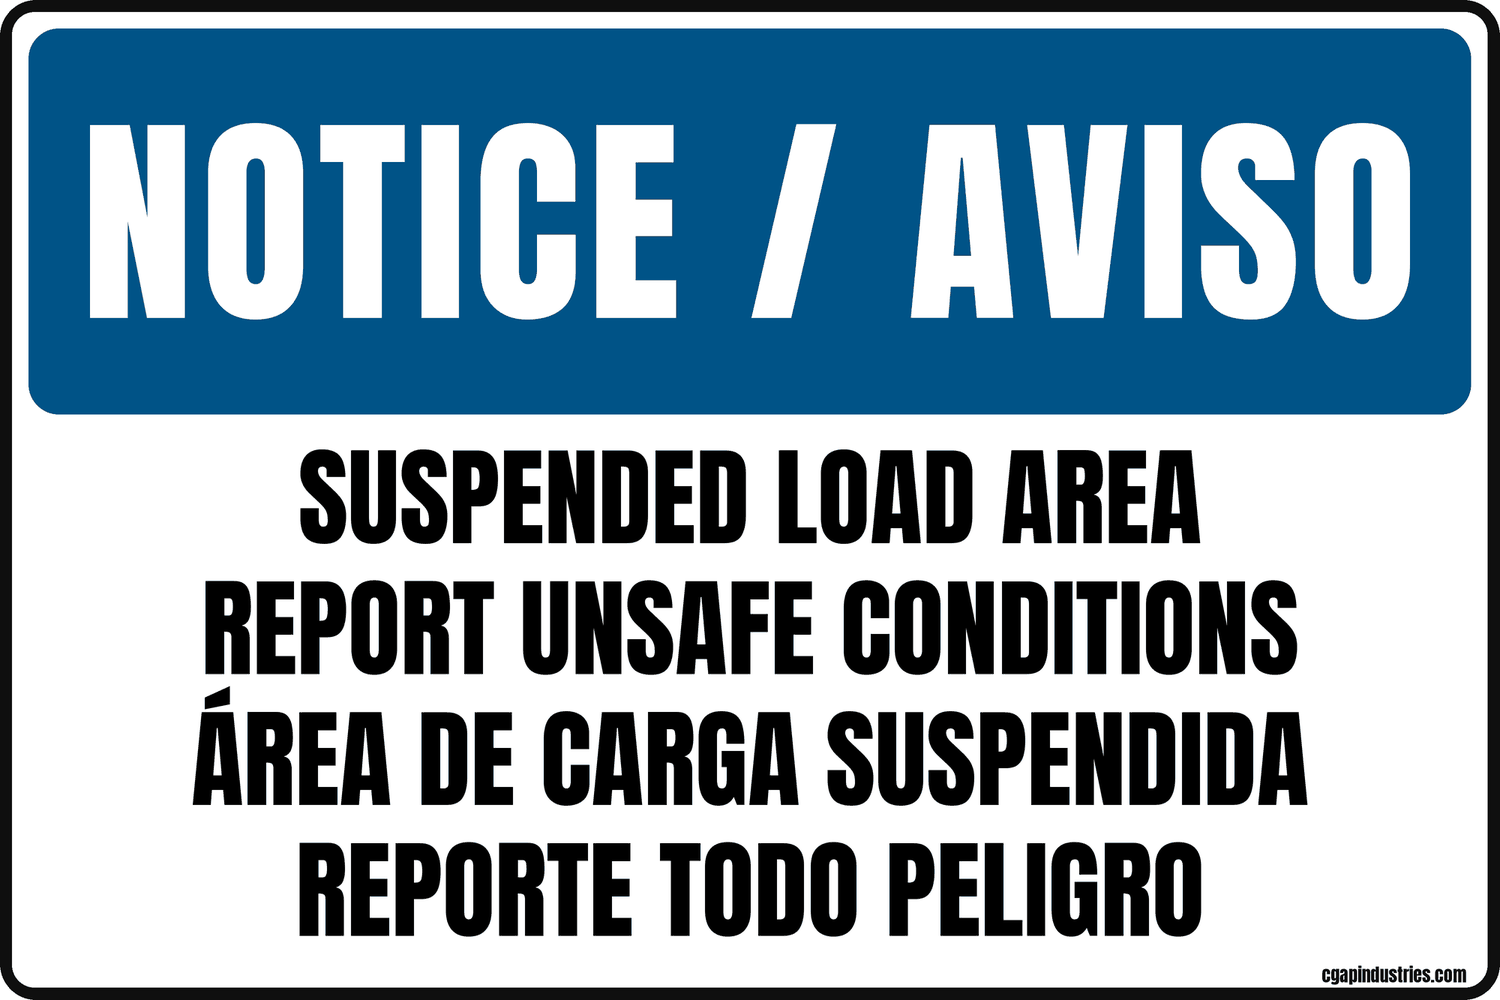 NOTICE / AVISO
SUSPENDED LOAD AREA
REPORT UNSAFE CONDITIONS
ÁREA DE CARGA SUSPENDIDA
REPORTE TODO PELIGRO
cgapindustries.com